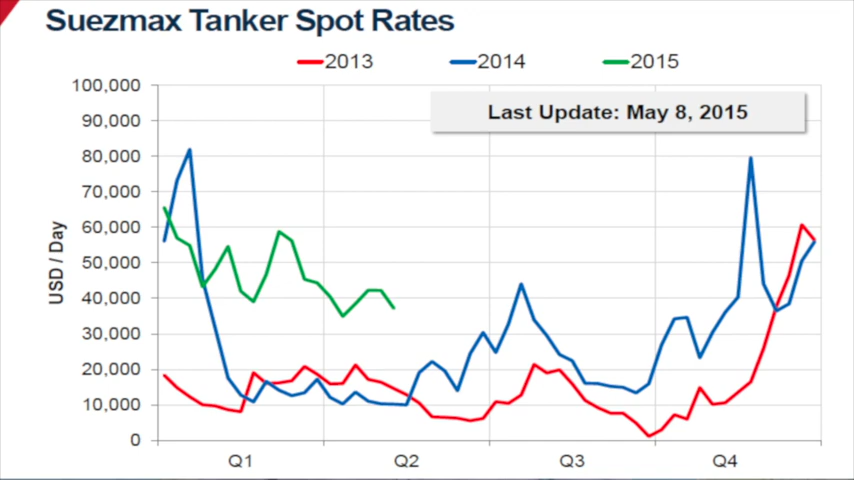 Suezmax Tanker Spot Rates
2013 2014 2015
Last Update: May 8, 2015
USD / Day
100,000
90,000
80,000
70,000
60,000
50,000
40,000
30,000
20,000
10,000
0
Q1 Q2 Q3 Q4